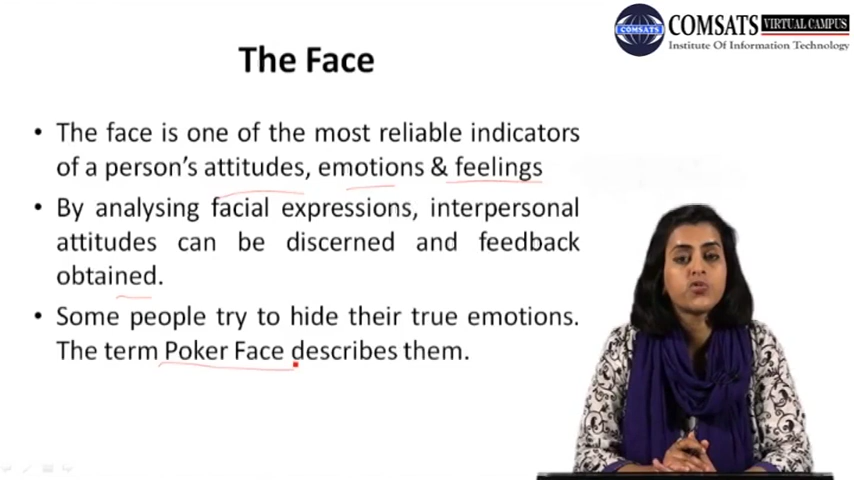 COMSATS VIRTUAL CAMPUS
Institute Of Information Technology
COMSATS
The Face
• The face is one of the most reliable indicators
of a person's attitudes, emotions & feelings
• By analysing facial expressions, interpersonal
attitudes can be discerned and feedback
obtained.
• Some people try to hide their true emotions.
The term Poker Face describes them.